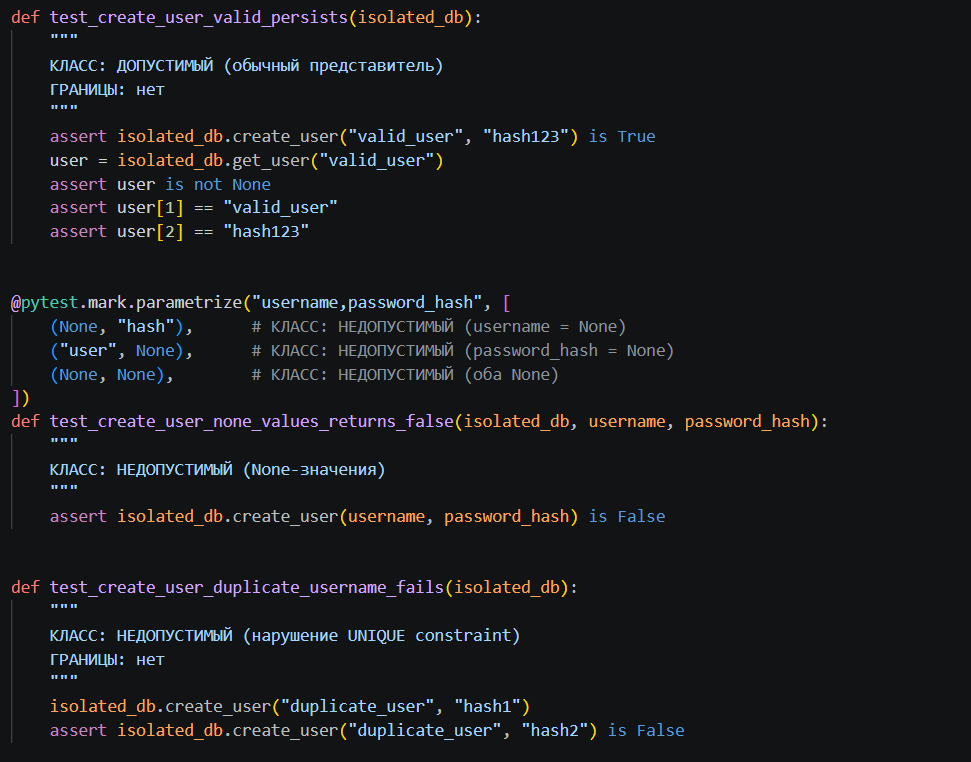 def test_create_user_valid_persists(isolated_db):
    """
    КЛАСС: ДОПУСТИМЫЙ (обычный представитель)
    ГРАНИЦЫ: нет
    """
    assert isolated_db.create_user("valid_user", "hash123") is True
    user = isolated_db.get_user("valid_user")
    assert user is not None
    assert user[1] == "valid_user"
    assert user[2] == "hash123"

@pytest.mark.parametrize("username,password_hash", [
    (None, "hash"),      # КЛАСС: НЕДОПУСТИМЫЙ (username = None)
    ("user", None),      # КЛАСС: НЕДОПУСТИМЫЙ (password_hash = None)
    (None, None),        # КЛАСС: НЕДОПУСТИМЫЙ (оба None)
])
def test_create_user_none_values_returns_false(isolated_db, username, password_hash):
    """
    КЛАСС: НЕДОПУСТИМЫЙ (None-значения)
    """
    assert isolated_db.create_user(username, password_hash) is False

def test_create_user_duplicate_username_fails(isolated_db):
    """
    КЛАСС: НЕДОПУСТИМЫЙ (нарушение UNIQUE constraint)
    ГРАНИЦЫ: нет
    """
    isolated_db.create_user("duplicate_user", "hash1")
    assert isolated_db.create_user("duplicate_user", "hash2") is False